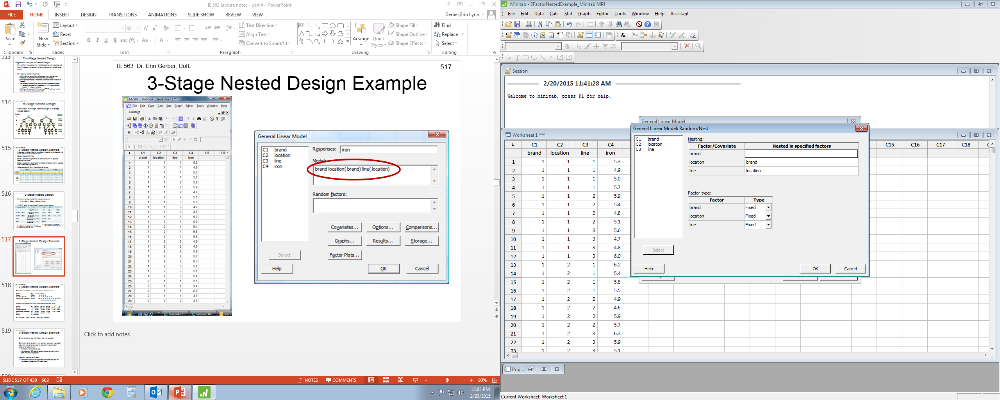 IE 563 lecture notes - part 4 - PowerPoint
FILE
HOME
INSERT
DESIGN
TRANSITIONS
ANIMATIONS
SLIDE SHOW
REVIEW
VIEW
Gerber,Erin Lynn
Paste
New
Slide
Layout
Reset
Section
32
Text Direction
Align Text
Convert to SmartArt
Arrange
Quick
Styles
Shape Fill
Shape Outline
Shape Effects
Find
Replace
Select
Clipboard
Slides
Font
Paragraph
Drawing
Editing
513
Two-Stage Nested Design
514
m-Stage Nested Design
515
3-Stage Nested Design Example
516
3-Stage Nested Design
517
3-Stage Nested Design Example
518
3-Stage Nested Design Example
519
3-Stage Nested Design Example
IE 563  Dr. Erin Gerber, UofL
517
3-Stage Nested Design Example
Minitab - Untitled - [Worksheet 1 ***]
File Edit Data Calc Stat Graph Editor Tools Window Help
Assistant
C1 C2 C3 C4 C5 C6
brand location line iron
1 1 1 1 5.3
2 1 1 1 4.9
3 1 1 1 5.0
4 1 1 1 5.7
5 1 1 2 5.9
6 1 1 2 5.4
7 1 1 2 4.8
8 1 1 2 5.1
9 1 1 3 5.6
10 1 1 3 4.7
11 1 1 3 4.8
12 1 1 3 6.0
13 1 2 1 6.2
14 1 2 1 5.4
15 1 2 1 5.8
16 1 2 1 5.5
17 1 2 2 4.9
18 1 2 2 4.6
19 1 2 2 5.9
20 1 2 2 5.7
21 1 2 3 6.3
22 1 2 3 5.9
23 1 2 3 5.1
24 1 2 3 5.4
25 2 1 1 2.6
26 2 1 1 3.4
27 2 1 1 2.9
28 2 1 1 3.7
29 2 1 2 3.9
Louisville Z...
Iron and Ba...
Inbox
General Linear Model
C1 brand
C2 location
C3 line
C4 iron
Responses: iron
Model:
brand location( brand) line( location)
Random factors:
Covariates...
Options...
Comparisons...
Graphs...
Results...
Storage...
Select
Factor Plots...
Help
OK
Cancel
Click to add notes
SLIDE 517 OF 430 .. 602
NOTES
COMMENTS
93%
12:05 PM
2/20/2015
Minitab - 3FactorNestedExample_Minitab.MPJ
File Edit Data Calc Stat Graph Editor Tools Window Help Assistant
Session
2/20/2015 11:41:28 AM
Welcome to Minitab, press F1 for help.
General Linear Model
General Linear Model: Random/Nest
C1 brand
C2 location
C3 line
Nesting:
Factor/Covariate Nested in specified factors
brand
location brand
line location
Factor type:
Factor Type
brand Fixed
location Fixed
line Fixed
Select
Help
OK
Cancel
Worksheet 1 ***
C1 C2 C3 C4 C15 C16 C17 C18
brand location line iron
1 1 1 1 5.3
2 1 1 1 4.9
3 1 1 1 5.0
4 1 1 1 5.7
5 1 1 2 5.9
6 1 1 2 5.4
7 1 1 2 4.8
8 1 1 2 5.1
9 1 1 3 5.6
10 1 1 3 4.7
11 1 1 3 4.8
12 1 1 3 6.0
13 1 2 1 6.2
14 1 2 1 5.4
15 1 2 1 5.8
16 1 2 1 5.5
17 1 2 2 4.9
18 1 2 2 4.6
19 1 2 2 5.9
20 1 2 2 5.7
21 1 2 3 6.3
22 1 2 3 5.9
23 1 2 3 5.1
Proj...
Current Worksheet: Worksheet 1